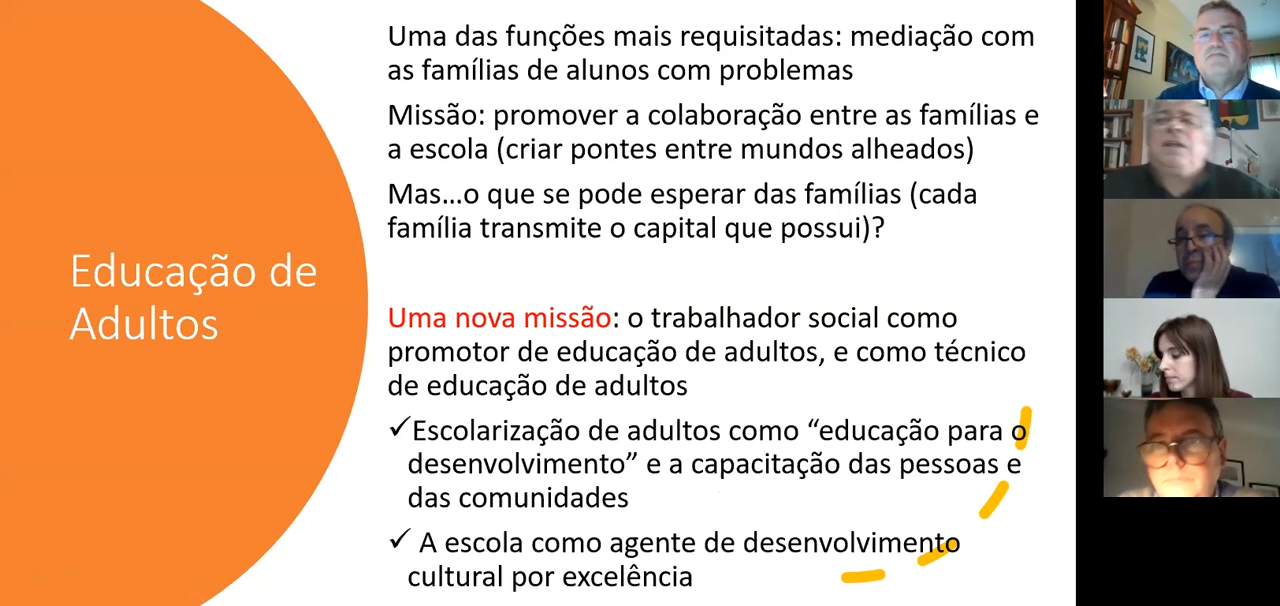 Educação de
Adultos
Uma das funções mais requisitadas: mediação com
as famílias de alunos com problemas
Missão: promover a colaboração entre as famílias e
a escola (criar pontes entre mundos alheados)
Mas...o que se pode esperar das famílias (cada
família transmite o capital que possui)?
Uma nova missão: o trabalhador social como
promotor de educação de adultos, e como técnico
de educação de adultos
✓Escolarização de adultos como “educação para o
desenvolvimento” e a capacitação das pessoas e
das comunidades
✓ A escola como agente de desenvolvimento
cultural por excelência